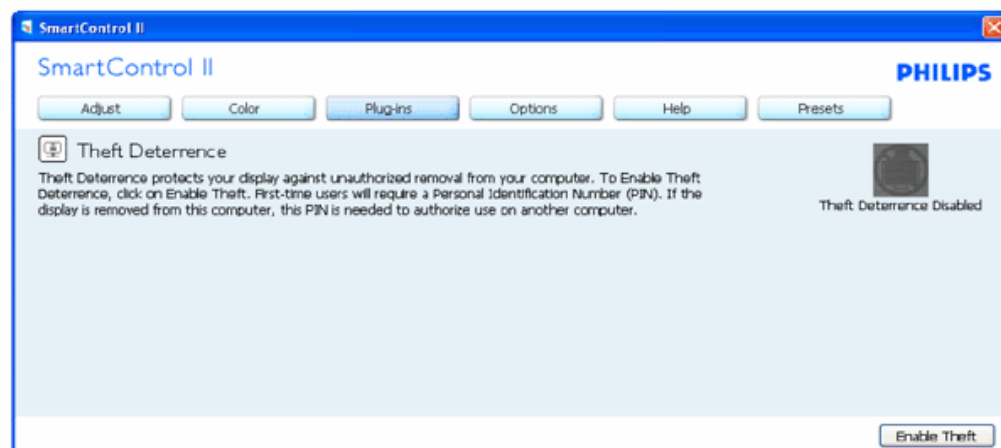 SmartControl II
SmartControl II
PHILIPS
Adjust Color Plug-ins Options Help Presets
Theft Deterrence
Theft Deterrence protects your display against unauthorized removal from your computer. To Enable Theft
Deterrence, click on Enable Theft. First-time users will require a Personal Identification Number (PIN). If the
display is removed from this computer, this PIN is needed to authorize use on another computer.
Theft Deterrence Disabled
Enable Theft